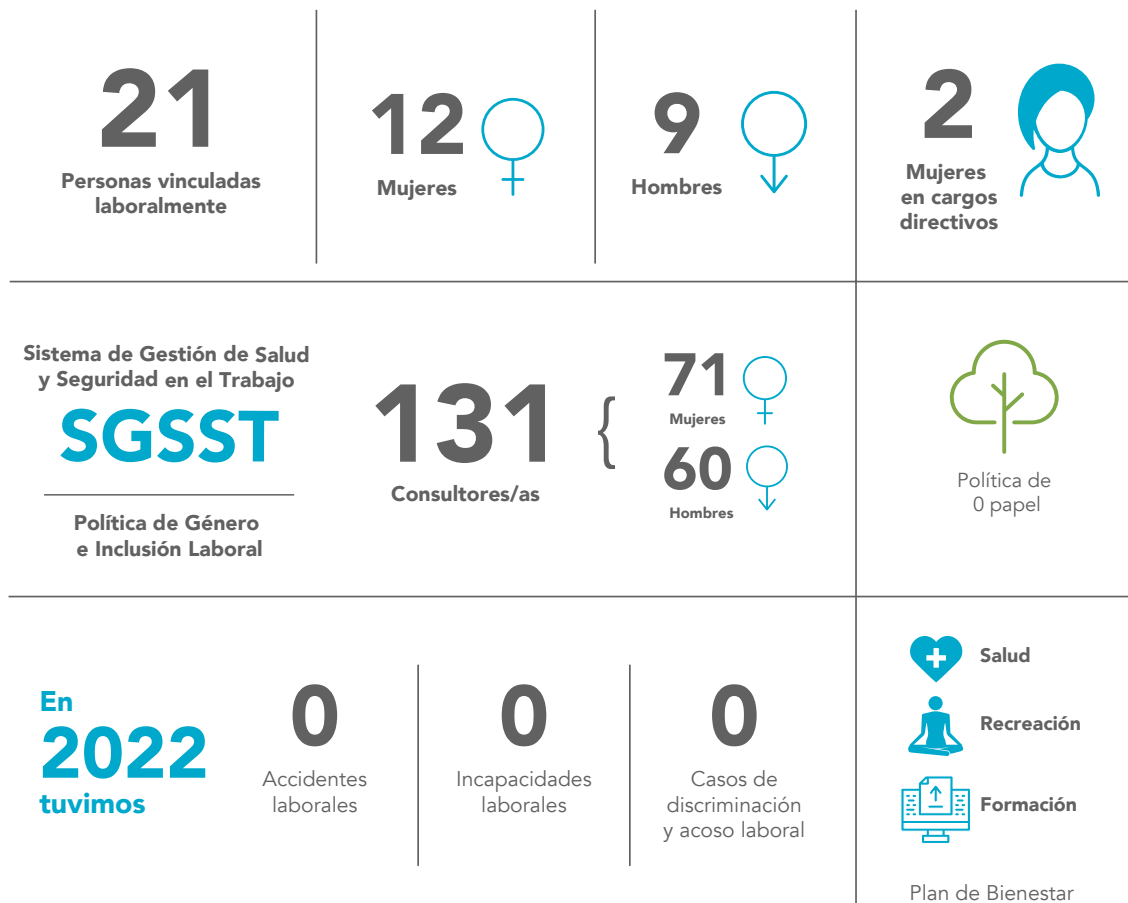 21
Personas vinculadas
laboralmente
12
Mujeres
9
Hombres
2
Mujeres
en cargos
directivos
Sistema de Gestión de Salud
y Seguridad en el Trabajo
SGSST
Política de Género
e Inclusión Laboral
131
Consultores/as
{
71
Mujeres
60
Hombres
Política de
0 papel
En
2022
tuvimos
0
Accidentes
laborales
0
Incapacidades
laborales
0
Casos de
discriminación
y acoso laboral
Salud
Recreación
Formación
Plan de Bienestar